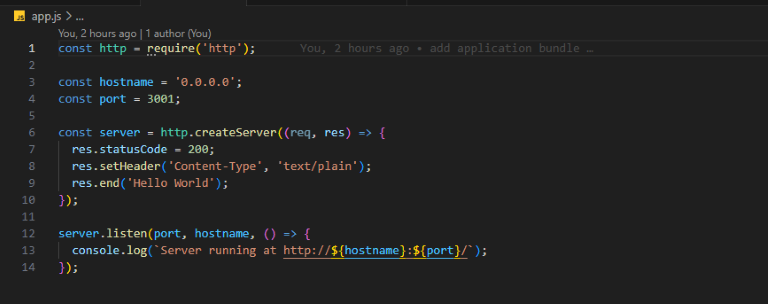 JS app.js > ...
You, 2 hours ago | 1 author (You)
1 const http = require('http'); You, 2 hours ago • add application bundle …
2
3 const hostname = '0.0.0.0';
4 const port = 3001;
5
6 const server = http.createServer((req, res) => {
7 res.statusCode = 200;
8 res.setHeader('Content-Type', 'text/plain');
9 res.end('Hello World');
10 });
11
12 server.listen(port, hostname, () => {
13 console.log(`Server running at http://${hostname}:${port}/`);
14 });